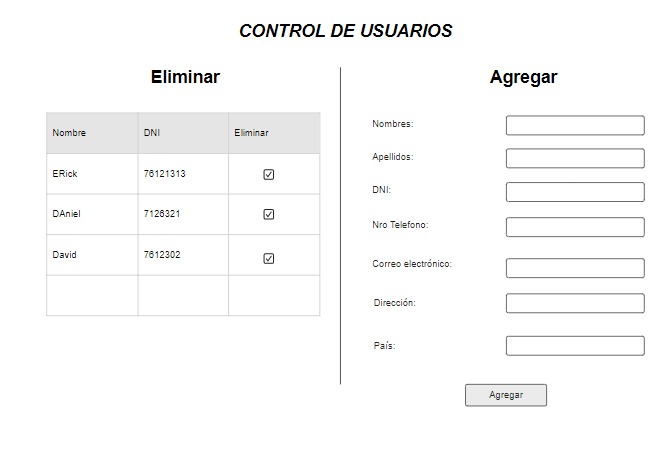 CONTROL DE USUARIOS
Eliminar
Nombre DNI Eliminar
ERick 76121313
DAniel 7126321
David 7612302
Agregar
Nombres:
Apellidos:
DNI:
Nro Telefono:
Correo electrónico:
Dirección:
País:
Agregar